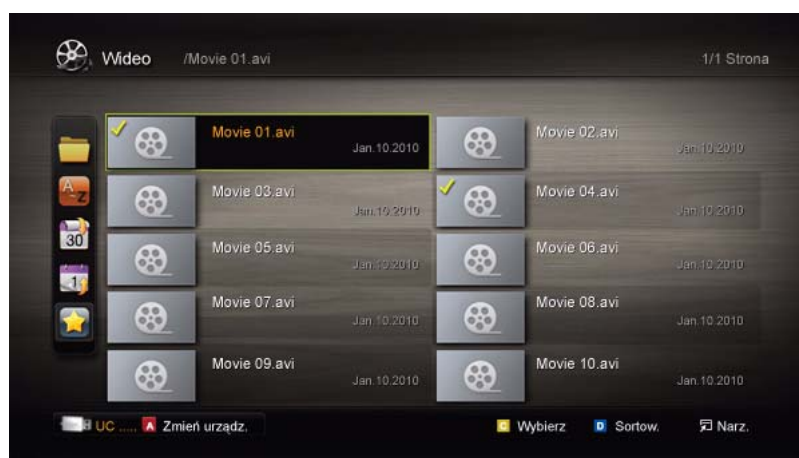 Wideo /Movie 01.avi 1/1 Strona
Movie 01.avi
Jan.10.2010
Movie 02.avi
Jan.10.2010
Movie 03.avi
Jan.10.2010
Movie 04.avi
Jan.10.2010
Movie 05.avi
Jan.10.2010
Movie 06.avi
Jan.10.2010
Movie 07.avi
Jan.10.2010
Movie 08.avi
Jan.10.2010
Movie 09.avi
Jan.10.2010
Movie 10.avi
Jan.10.2010
A Z
30
1
UC ..... A Zmień urządz. C Wybierz D Sortow. Narz.